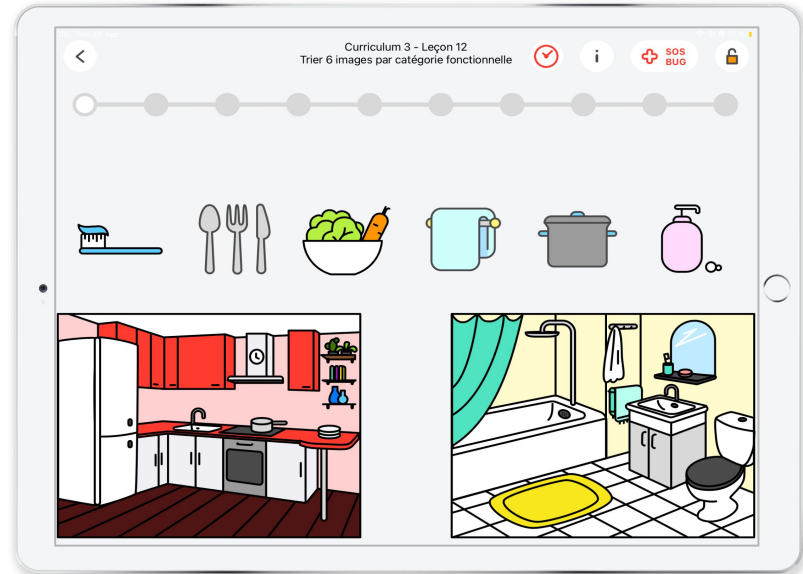 Curriculum 3 - Leçon 12
Trier 6 images par catégorie fonctionnelle
i
SOS
BUG